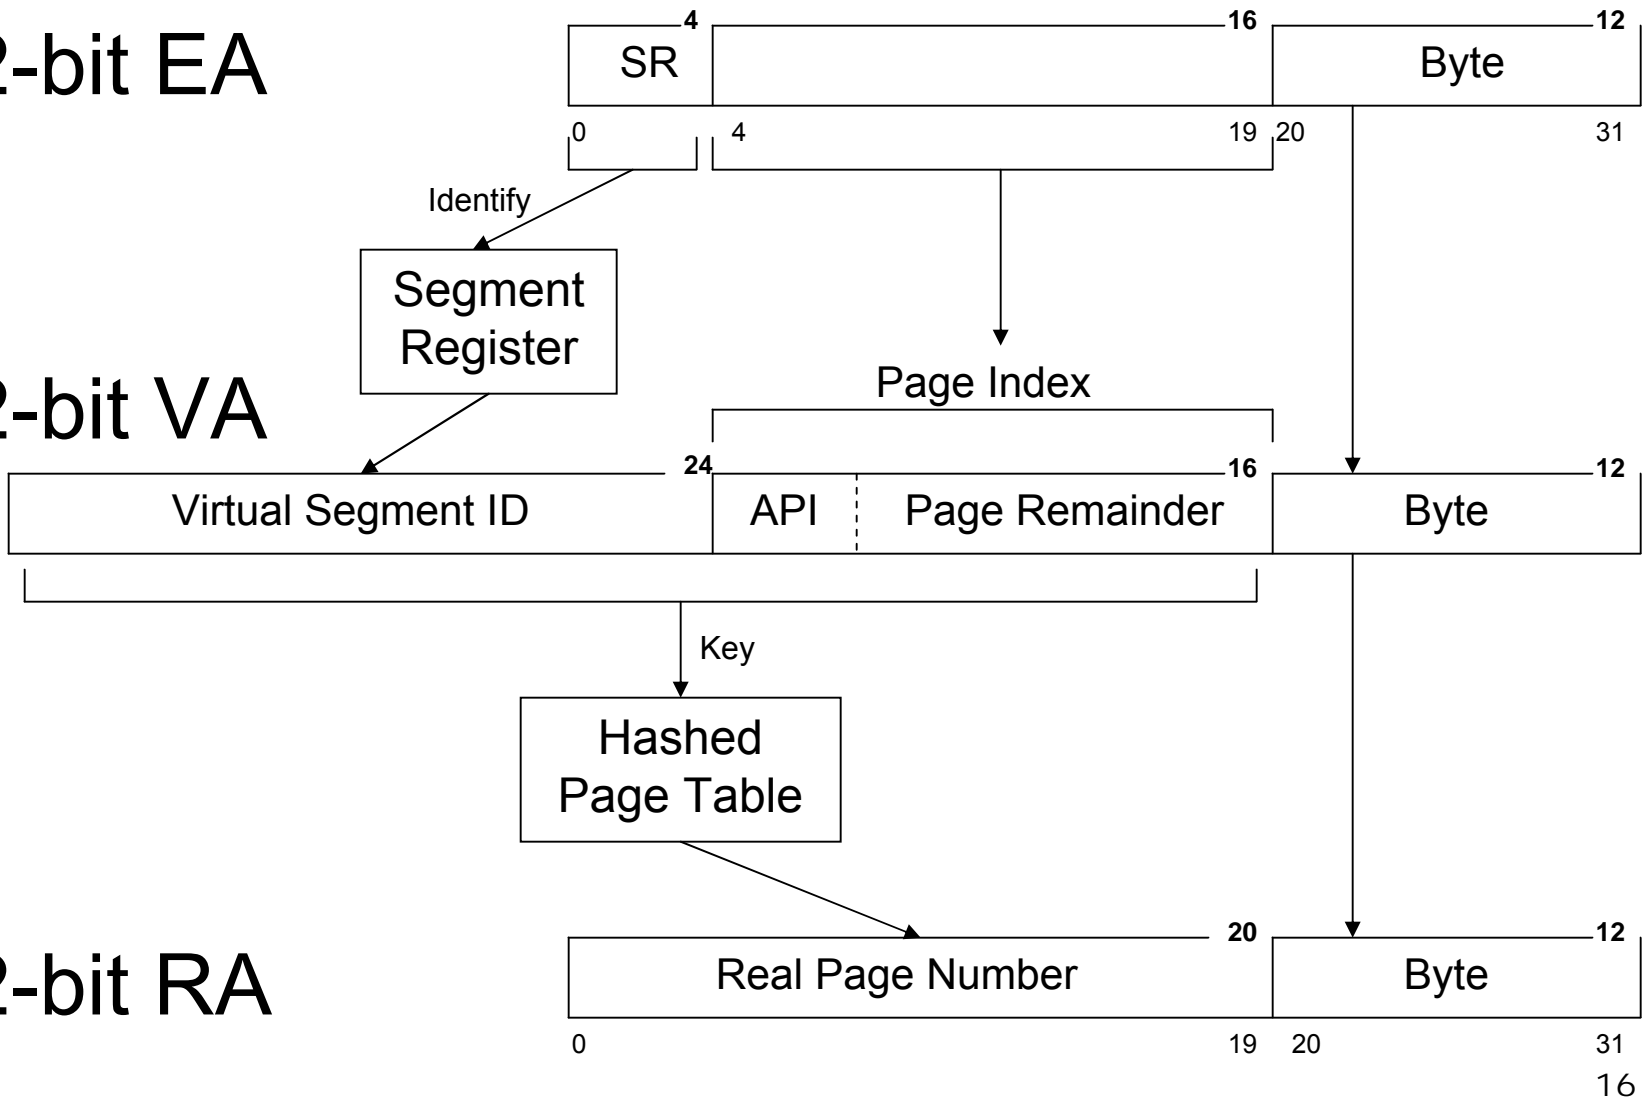 2-bit EA
4 16 12
SR Byte
0 4 19 20 31
Identify
Segment
Register
Page Index
2-bit VA
24 16 12
Virtual Segment ID API Page Remainder Byte
Key
Hashed
Page Table
20 12
2-bit RA
Real Page Number Byte
0 19 20 31
16